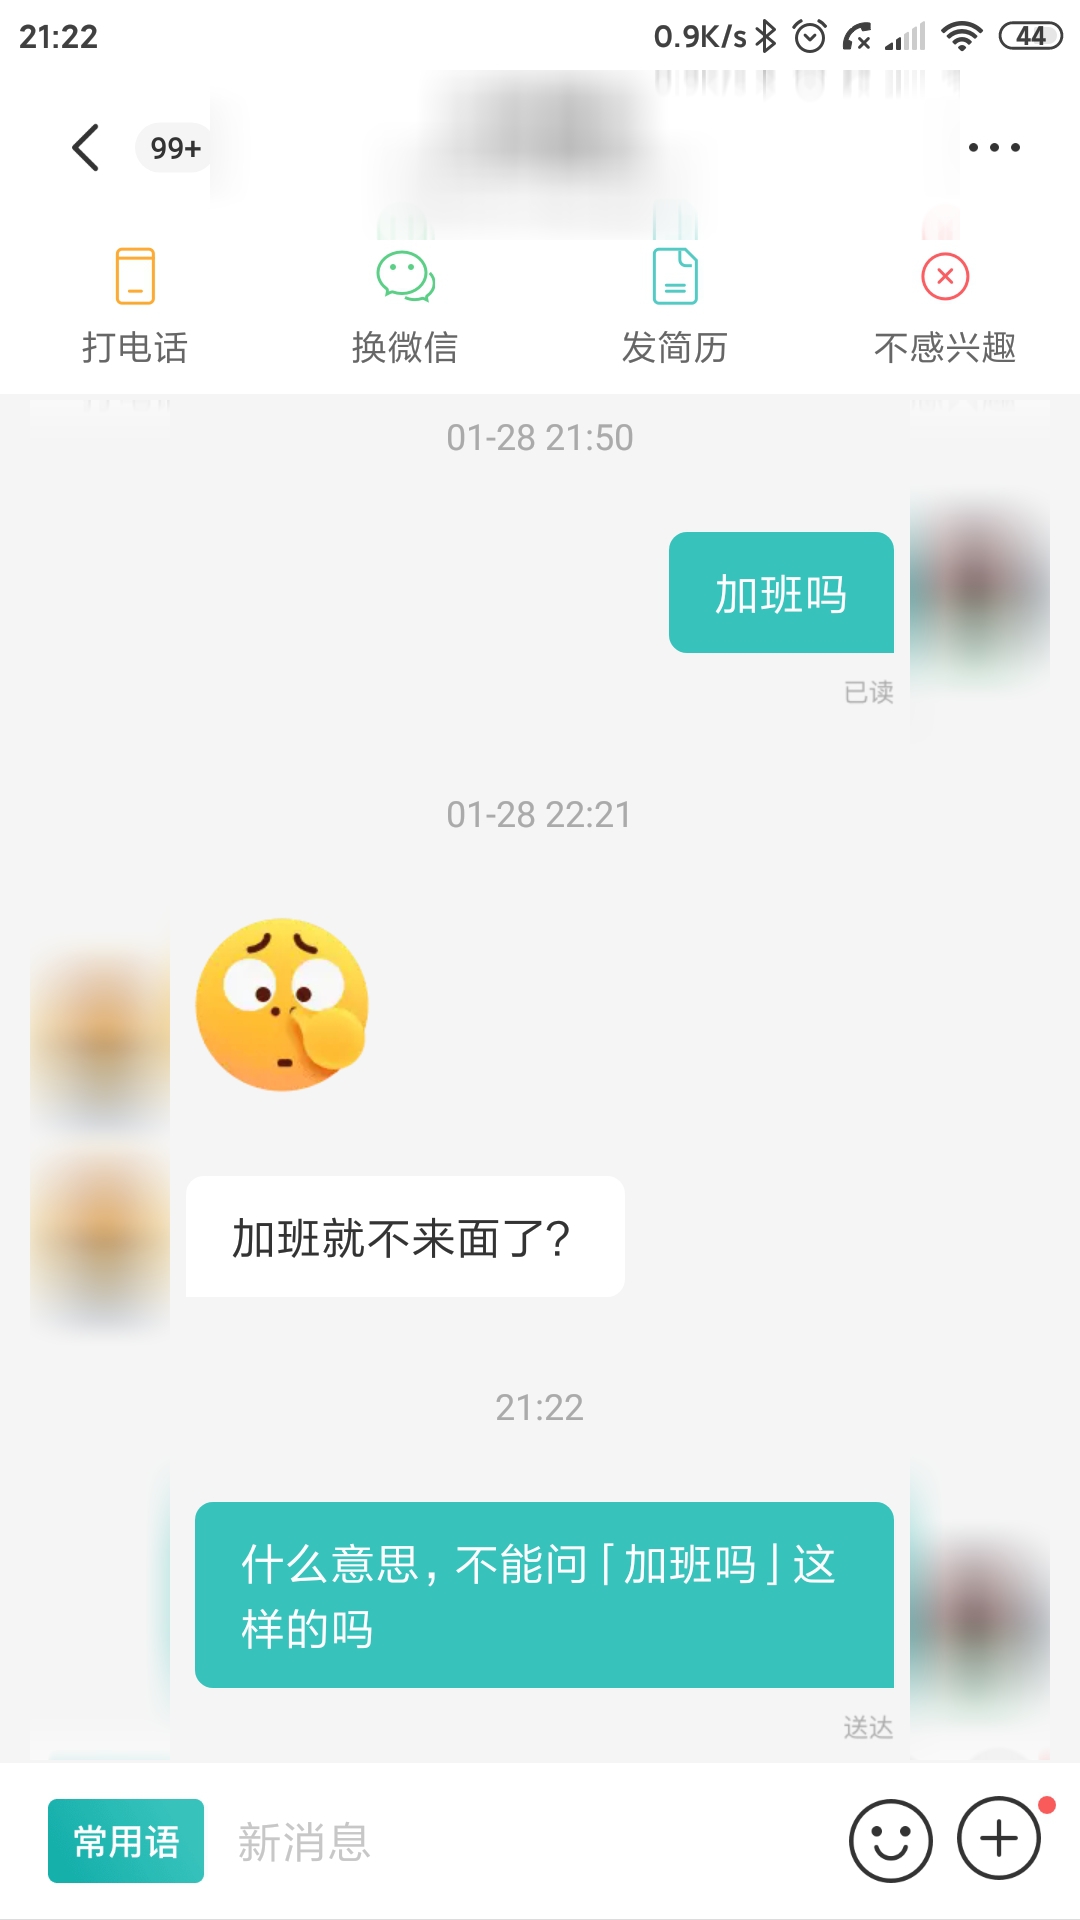 21:22
0.9K/s
44
99+
打电话
换微信
发简历
不感兴趣
01-28 21:50
加班吗
已读
01-28 22:21
加班就不来面了?
21:22
什么意思，不能问「加班吗」这
样的吗
送达
常用语
新消息